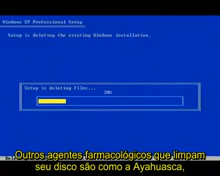 Windows XP Professional Setup
Setup is deleting the existing Windows installation.
Setup is deleting files...
20%
Outros agentes farmacológicos que limpam
seu disco são como a Ayahuasca,